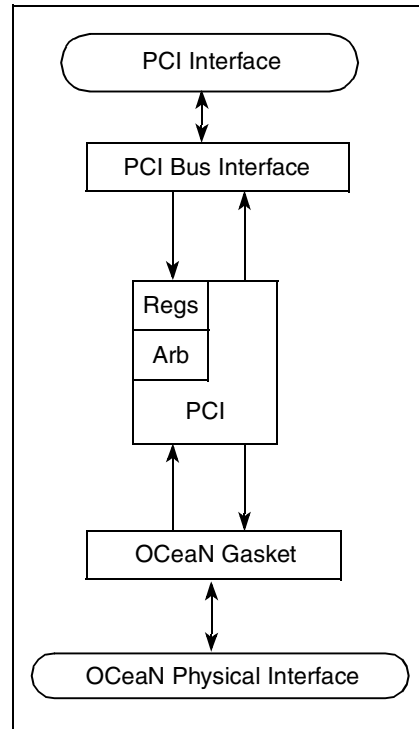 PCI Interface
PCI Bus Interface
Regs
Arb
PCI
OCeaN Gasket
OCeaN Physical Interface